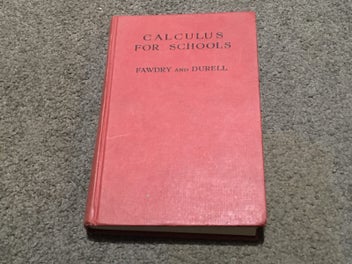 CALCULUS
FOR SCHOOLS
FAWDRY AND DURELL